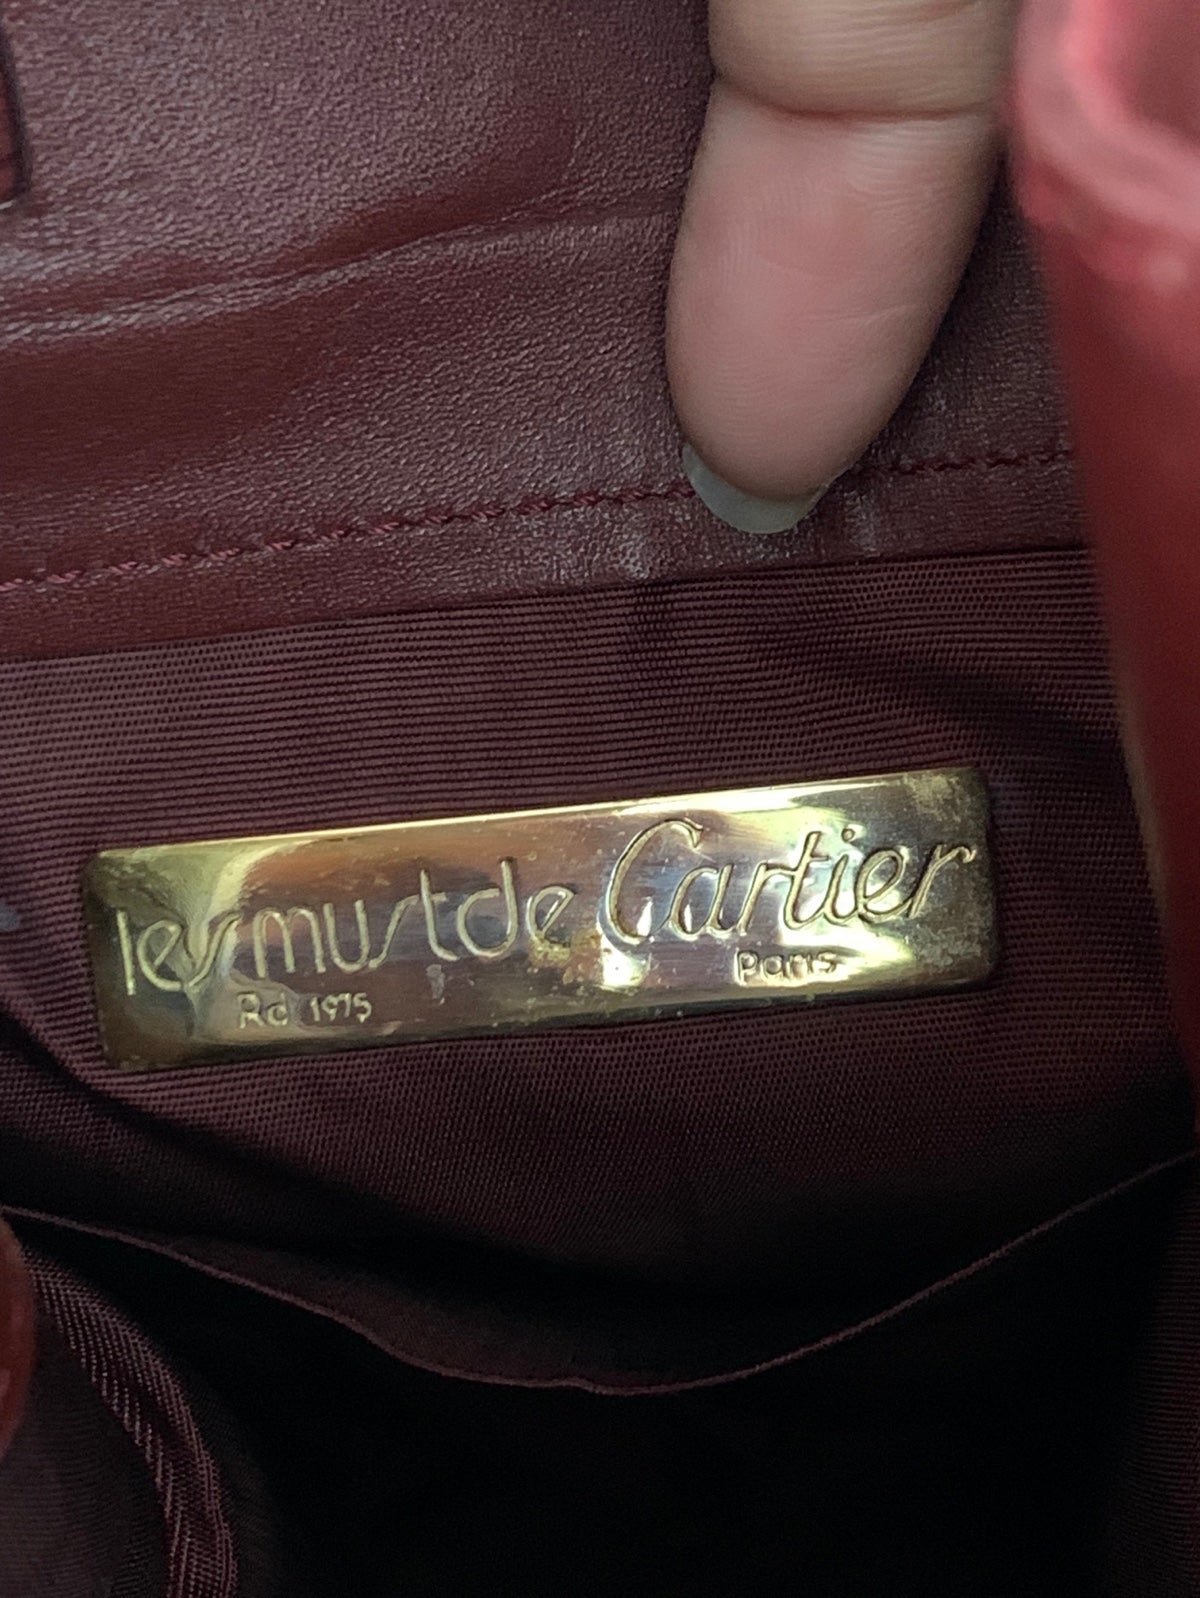 les must de Cartier
Paris
Rd 1975